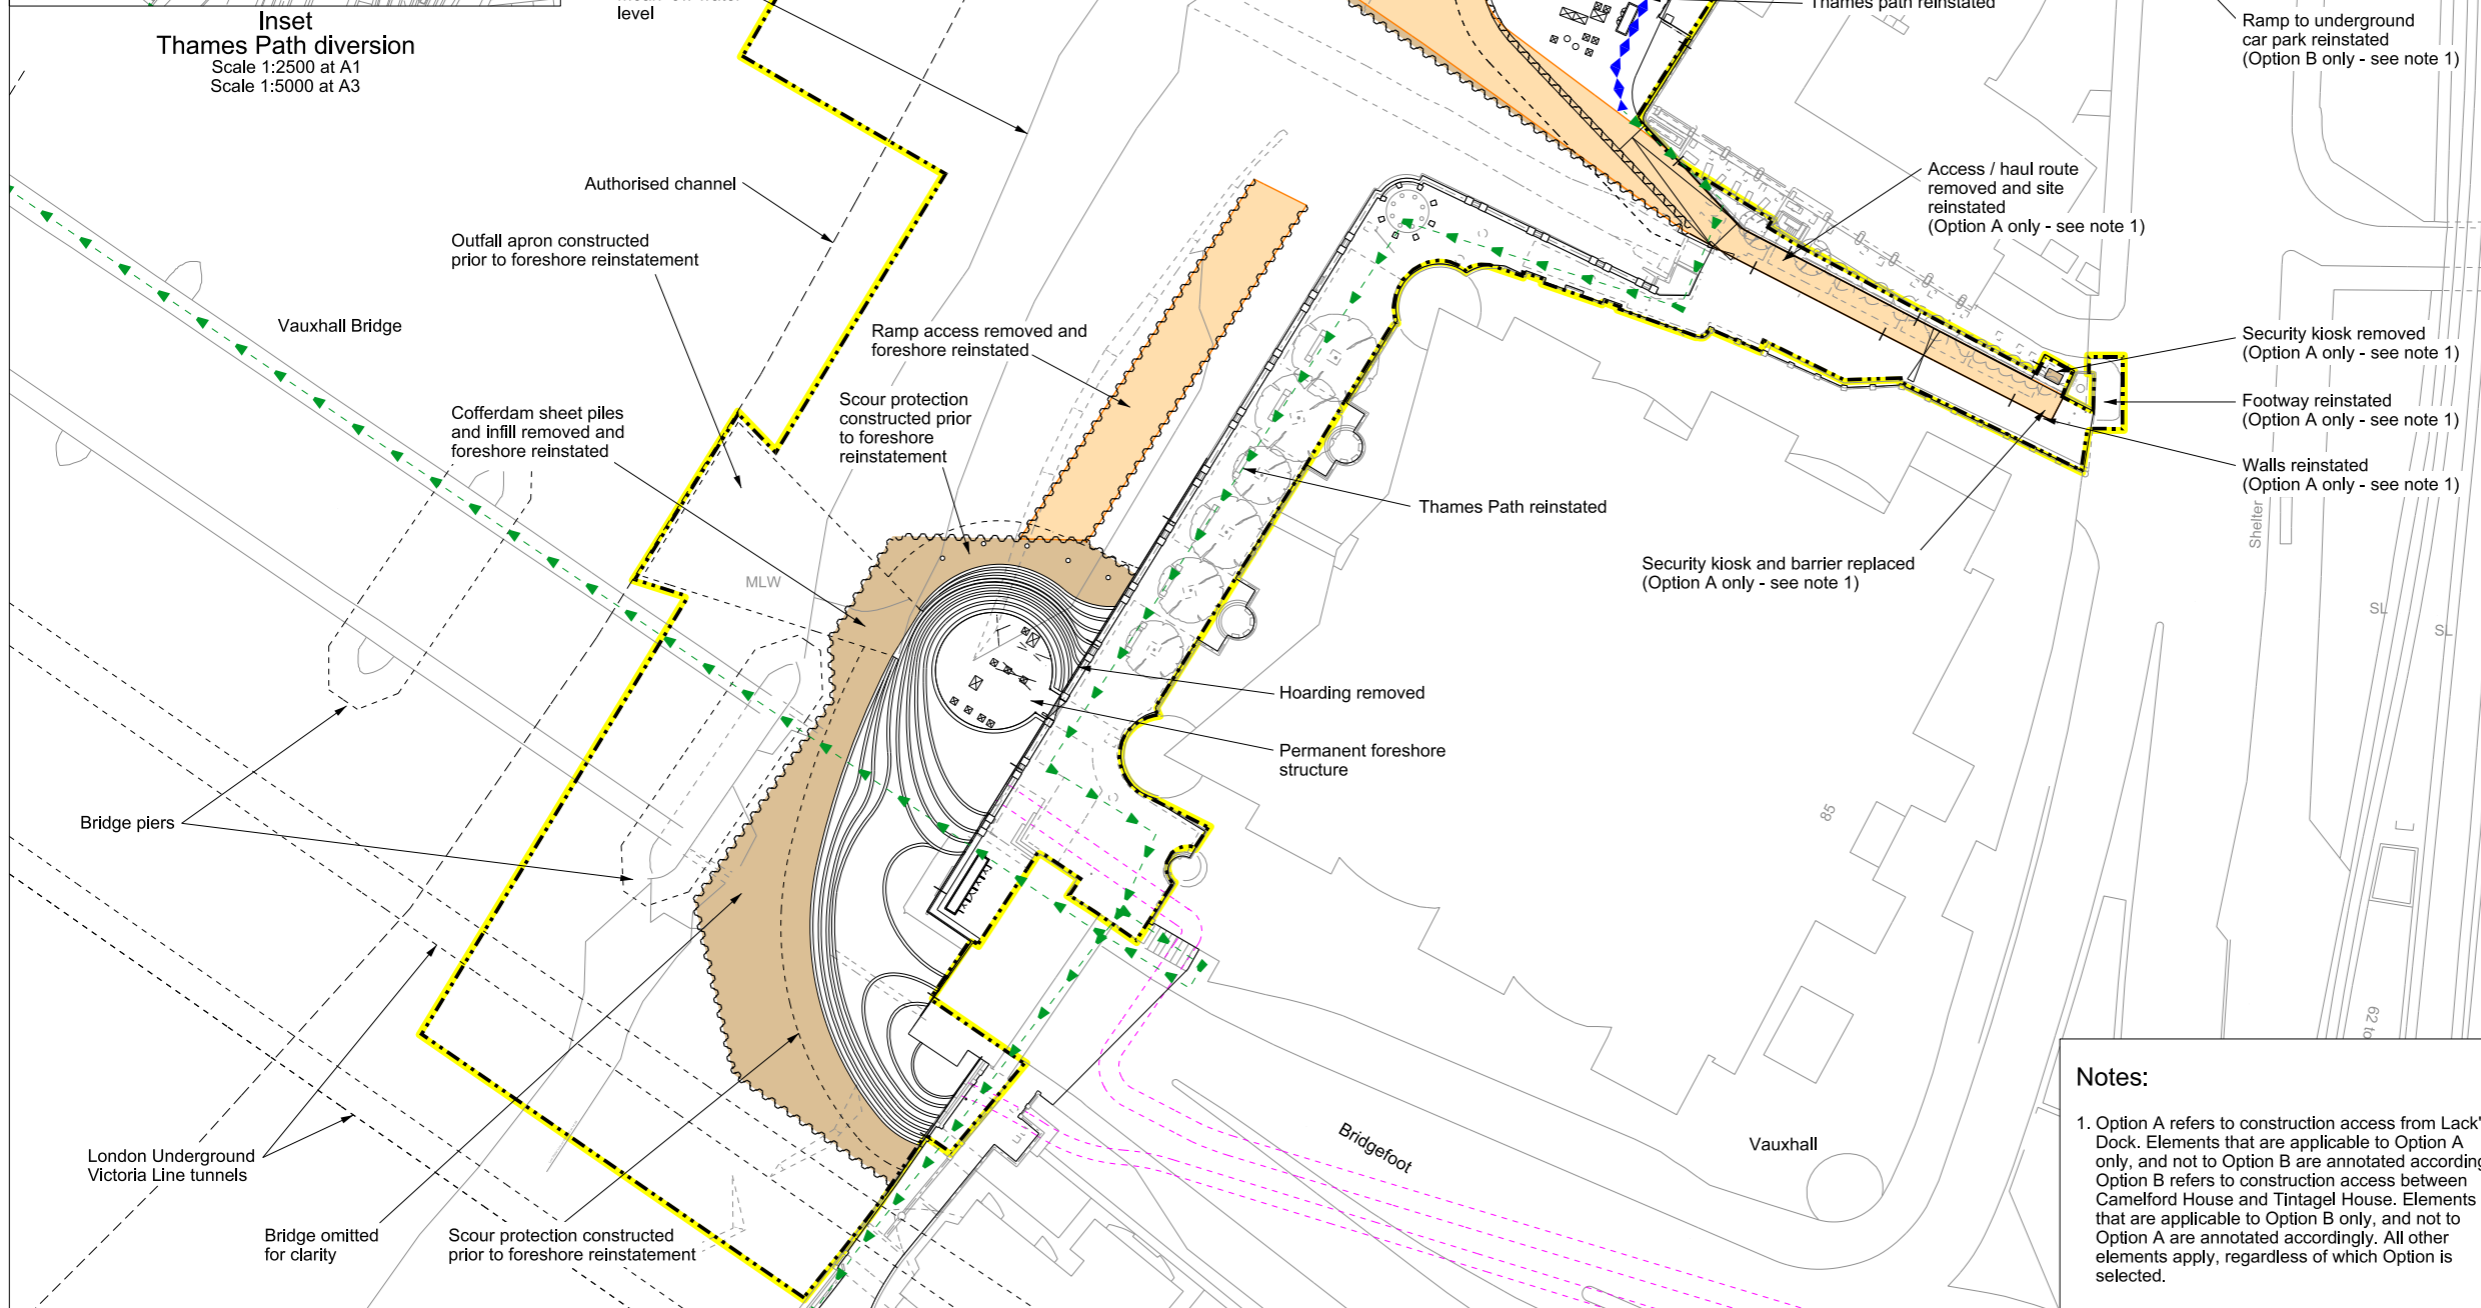 level
Inset
Thames Path diversion
Scale 1:2500 at A1
Scale 1:5000 at A3
Thames path reinstated
Ramp to underground
car park reinstated
(Option B only - see note 1)
Authorised channel
Access / haul route
removed and site
reinstated
(Option A only - see note 1)
Outfall apron constructed
prior to foreshore reinstatement
Vauxhall Bridge
Ramp access removed and
foreshore reinstated
Security kiosk removed
(Option A only - see note 1)
Cofferdam sheet piles
and infill removed and
foreshore reinstated
Scour protection
constructed prior
to foreshore
reinstatement
Footway reinstated
(Option A only - see note 1)
Walls reinstated
(Option A only - see note 1)
Thames Path reinstated
Shelter
Security kiosk and barrier replaced
(Option A only - see note 1)
MLW
SL
SL
Hoarding removed
Permanent foreshore
structure
Bridge piers
85
62 to
London Underground
Victoria Line tunnels
Bridge omitted
for clarity
Scour protection constructed
prior to foreshore reinstatement
Bridgefoot
Vauxhall
Notes:
1. Option A refers to construction access from Lack'
Dock. Elements that are applicable to Option A
only, and not to Option B are annotated according
Option B refers to construction access between
Camelford House and Tintagel House. Elements
that are applicable to Option B only, and not to
Option A are annotated accordingly. All other
elements apply, regardless of which Option is
selected.